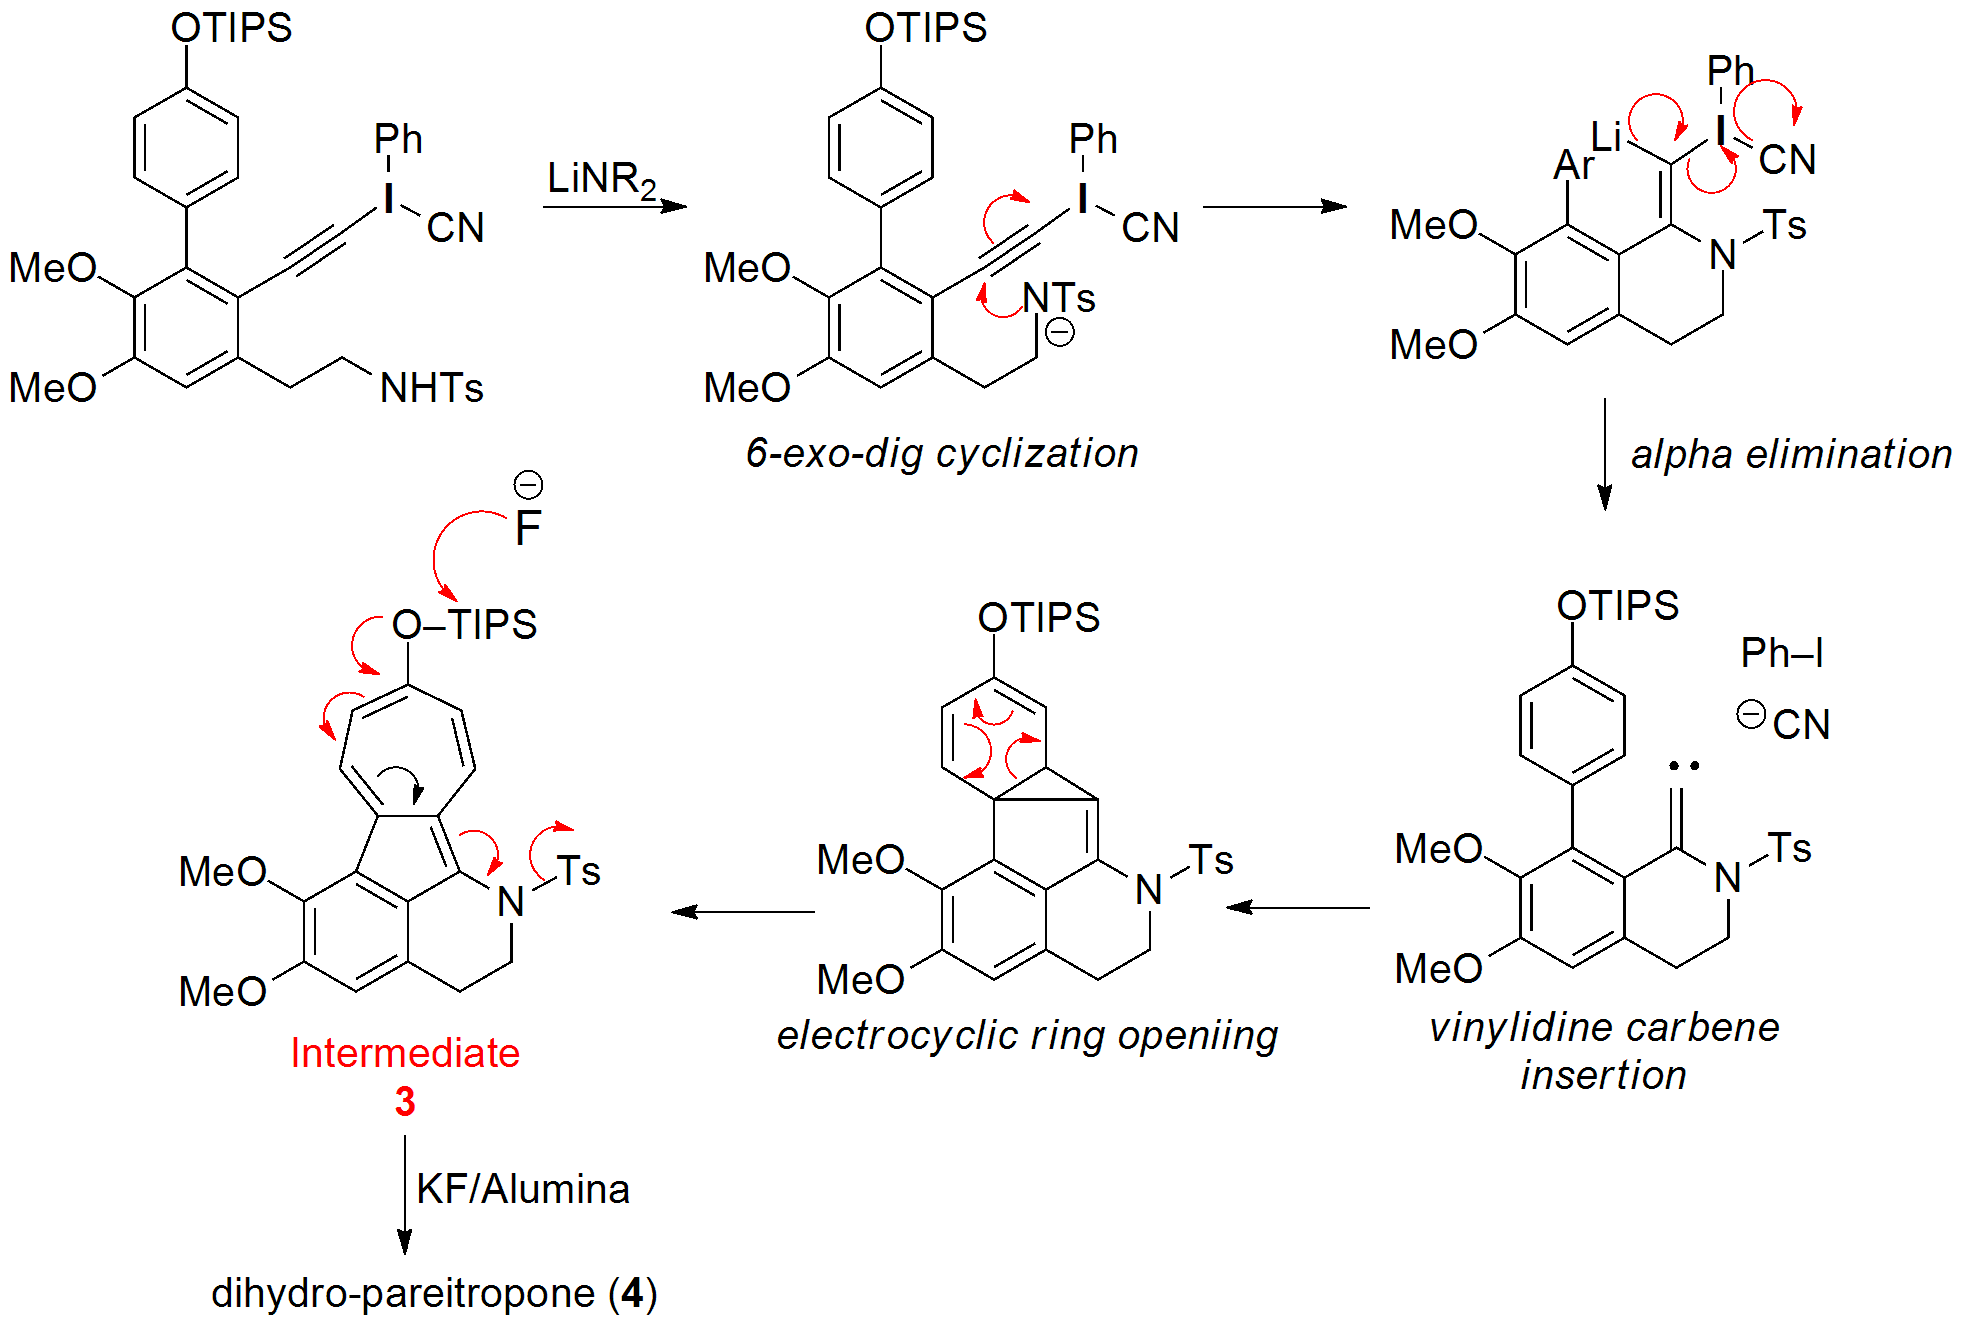 OTIPS
Ph
I
CN
MeO
MeO
NHTs
LiNR2
OTIPS
Ph
I
CN
MeO
NTs
⊖
MeO
6-exo-dig cyclization
Ph
Li
I
CN
Ar
MeO
Ts
N
MeO
alpha elimination
OTIPS
Ph–I
⊖
CN
MeO
Ts
N
MeO
vinylidine carbene
insertion
OTIPS
MeO
Ts
N
MeO
electrocyclic ring openiing
⊖
F
O–TIPS
MeO
Ts
N
MeO
Intermediate
3
KF/Alumina
dihydro-pareitropone (4)